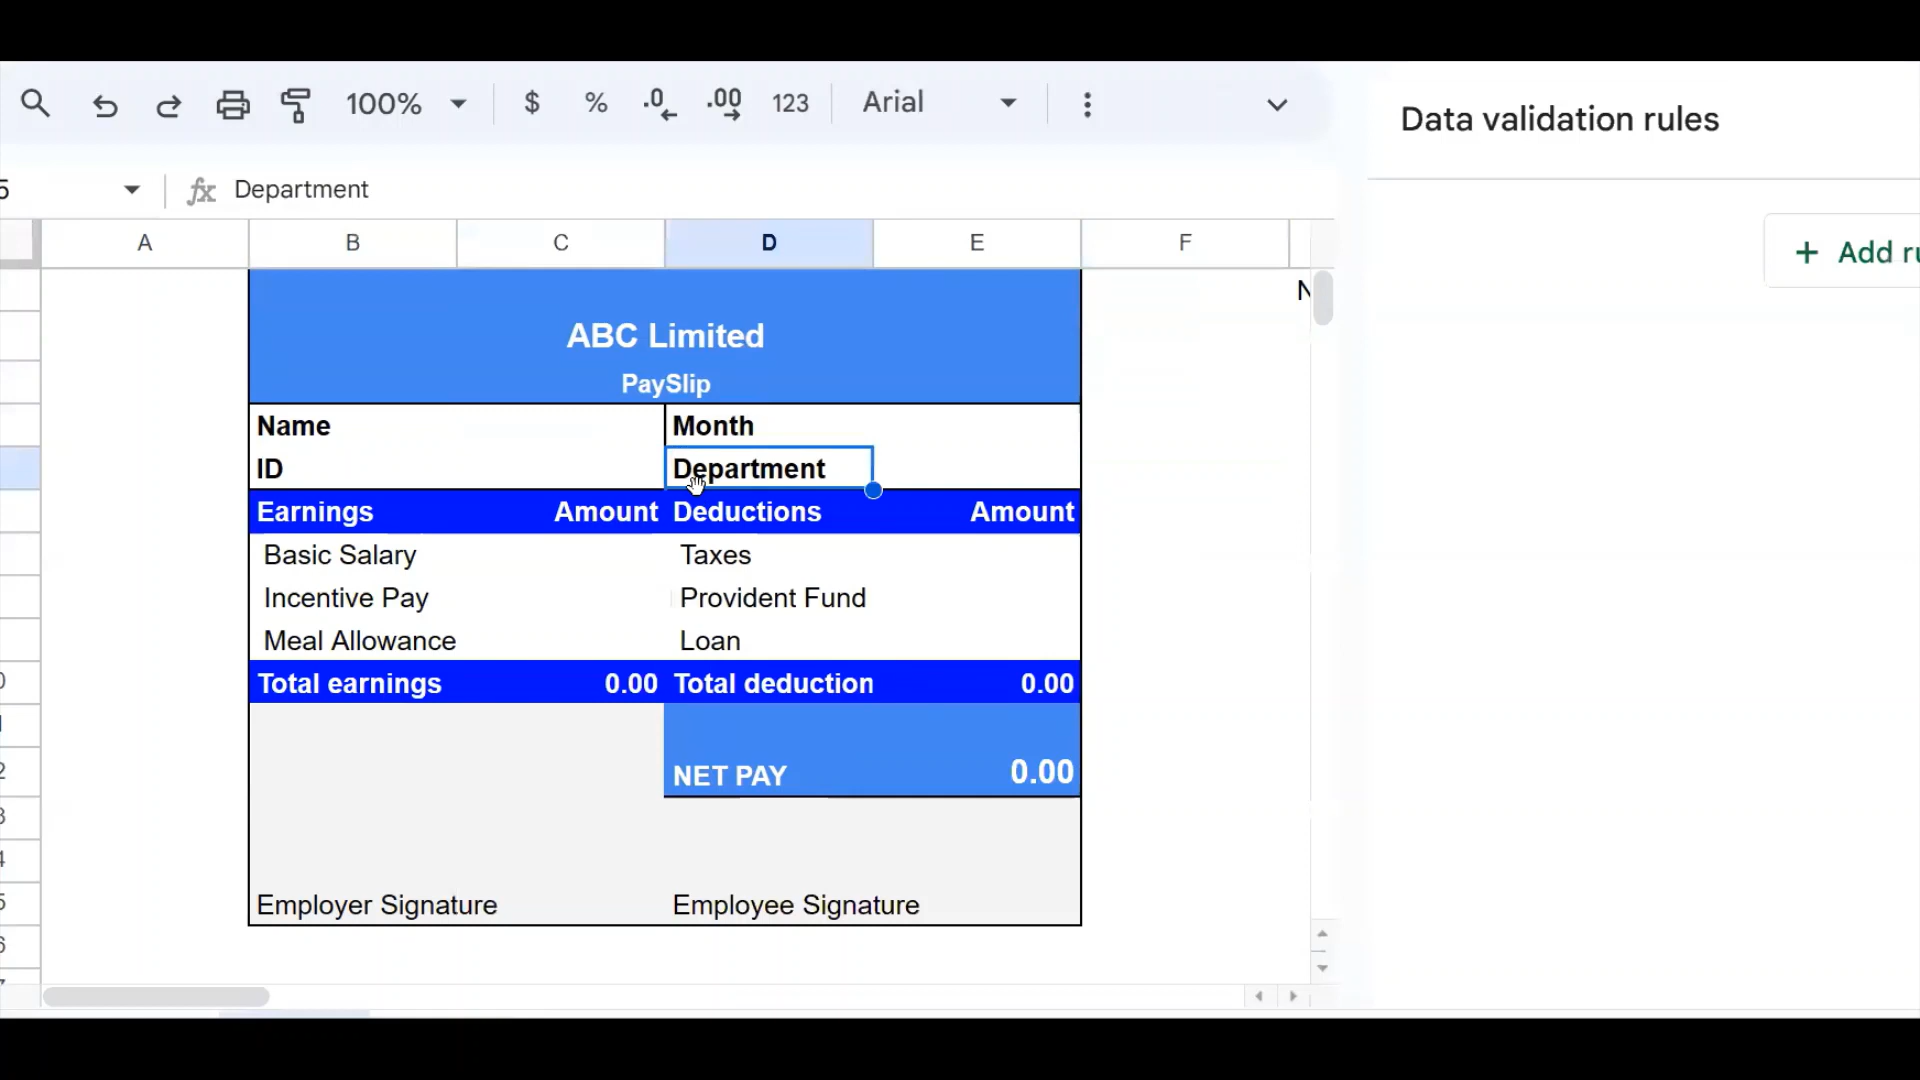 100% $ % .0 .00 123 Arial
Data validation rules
5 fx Department
+ Add
A B C D E F
N
ABC Limited
PaySlip
Name Month
ID Department
Earnings Amount Deductions Amount
Basic Salary Taxes
Incentive Pay Provident Fund
Meal Allowance Loan
Total earnings 0.00 Total deduction 0.00
NET PAY 0.00
Employer Signature Employee Signature